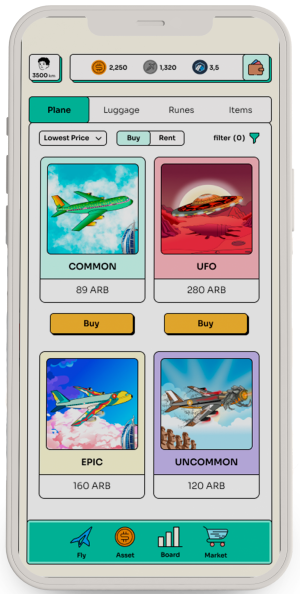 3500 km
2,250
1,320
3,5
Plane
Luggage
Runes
Items
Lowest Price
Buy
Rent
filter (0)
COMMON
UFO
89 ARB
280 ARB
Buy
Buy
EPIC
UNCOMMON
160 ARB
120 ARB
Fly
Asset
Board
Market